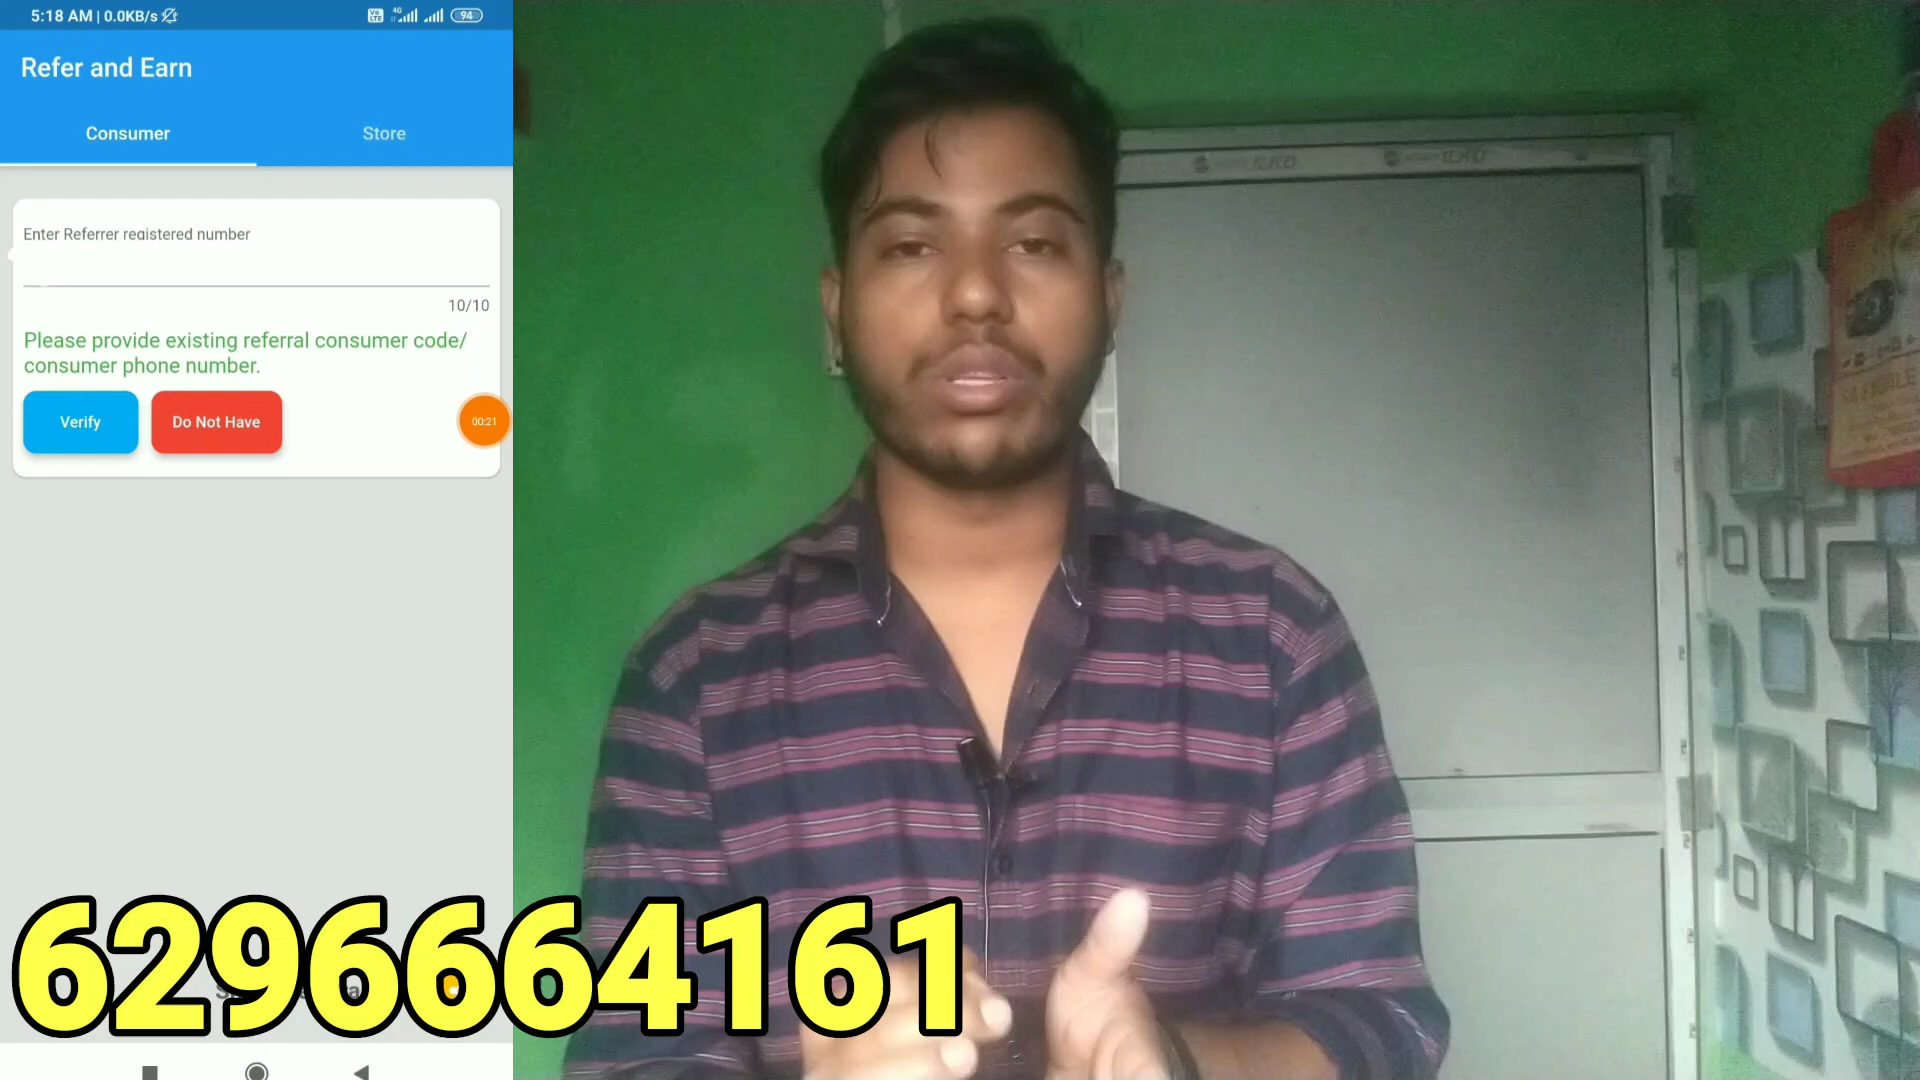 5:18 AM | 0.0KB/s
4G
94
Refer and Earn
Consumer
Store
Enter Referrer registered number
10/10
Please provide existing referral consumer code/
consumer phone number.
Verify
Do Not Have
00:21
6296664161